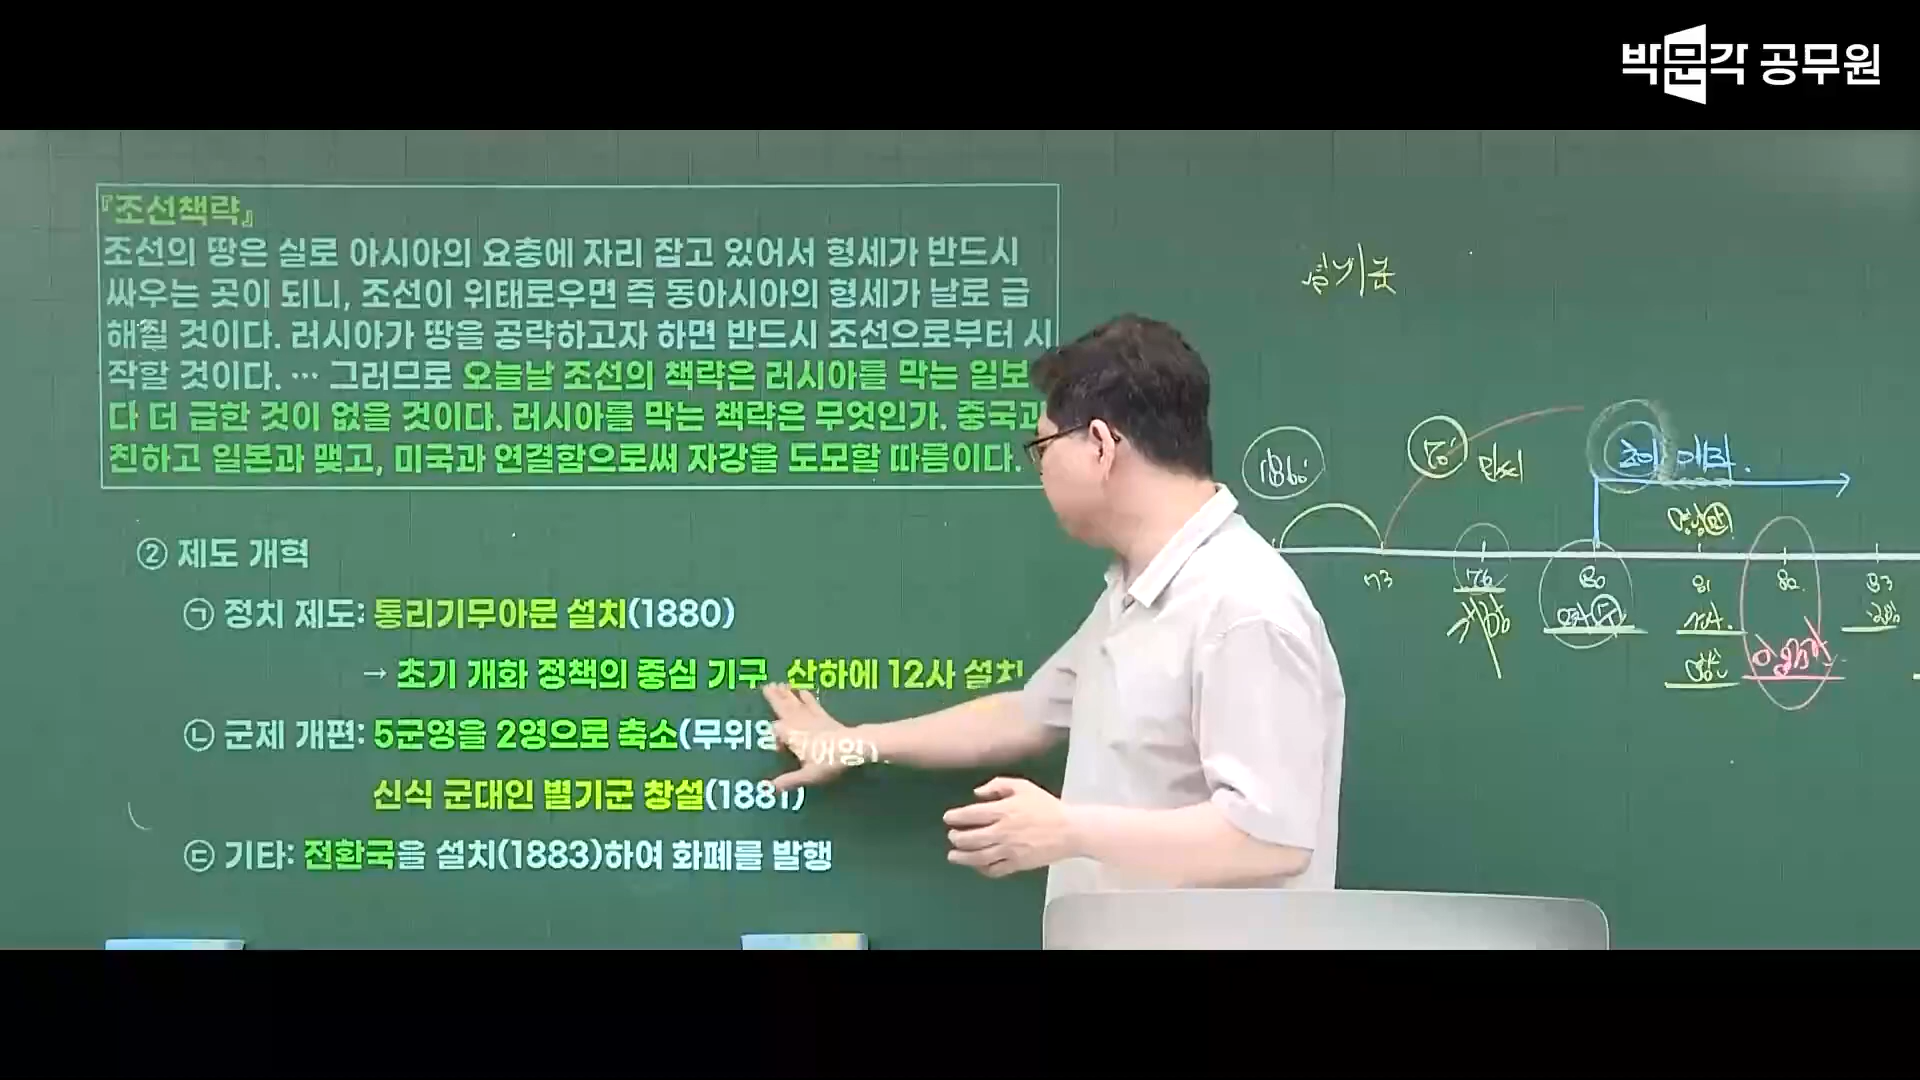 박문각 공무원
『조선책략』
조선의 땅은 실로 아시아의 요충에 자리 잡고 있어서 형세가 반드시
싸우는 곳이 되니, 조선이 위태로우면 즉 동아시아의 형세가 날로 급
해질 것이다. 러시아가 땅을 공략하고자 하면 반드시 조선으로부터 시
작할 것이다. … 그러므로 오늘날 조선의 책략은 러시아를 막는 일보
다 더 급한 것이 없을 것이다. 러시아를 막는 책략은 무엇인가. 중국과
친하고 일본과 맺고, 미국과 연결함으로써 자강을 도모할 따름이다.
② 제도 개혁
㉠ 정치 제도: 통리기무아문 설치(1880)
→ 초기 개화 정책의 중심 기구, 산하에 12사 설치
㉡ 군제 개편: 5군영을 2영으로 축소(무위영
어영),
신식 군대인 별기군 창설(1881)
㉢ 기타: 전환국을 설치(1883)하여 화폐를 발행
별기군
1860
70
민씨
73
76
80
81
82
83
개항